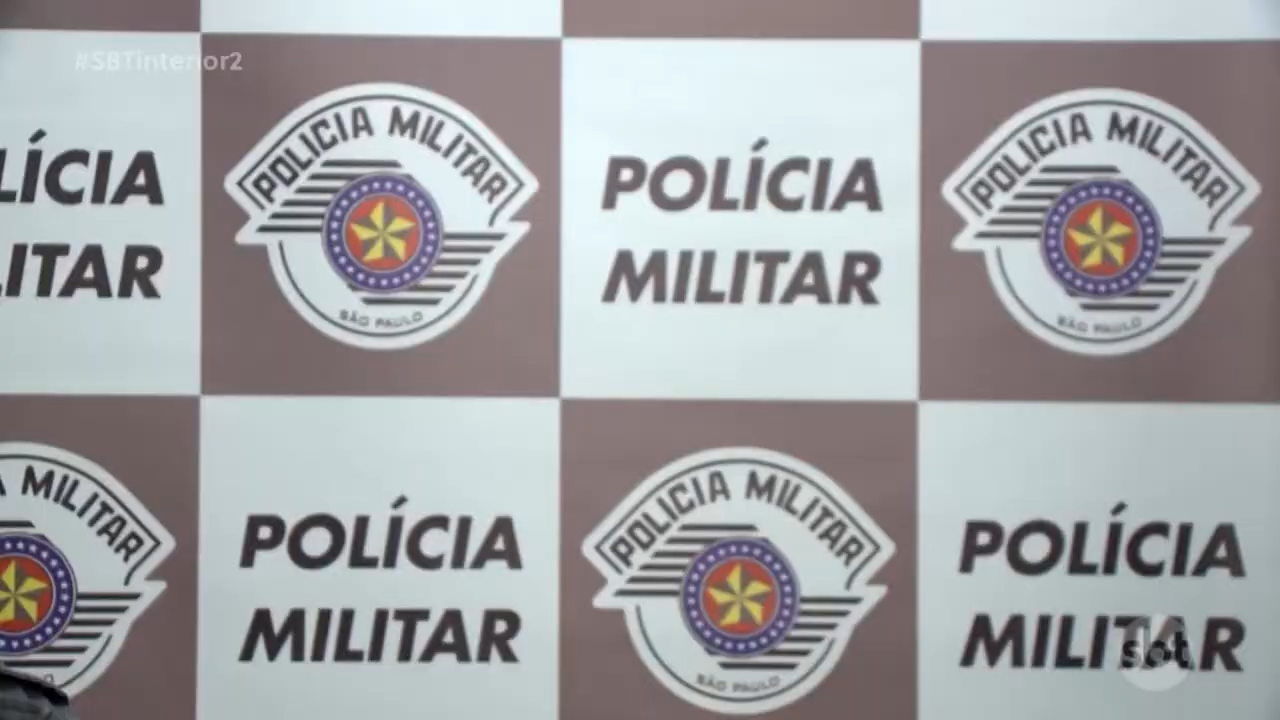 #SBTinterior2
LÍCIA
ITAR
POLICIA MILITAR
SÃO PAULO
POLÍCIA
MILITAR
POLICIA MILITAR
SÃO PAULO
MILITAR
POLÍCIA
MILITAR
POLICIA MILITAR
SÃO PAULO
POLÍCIA
MILITAR
sbt